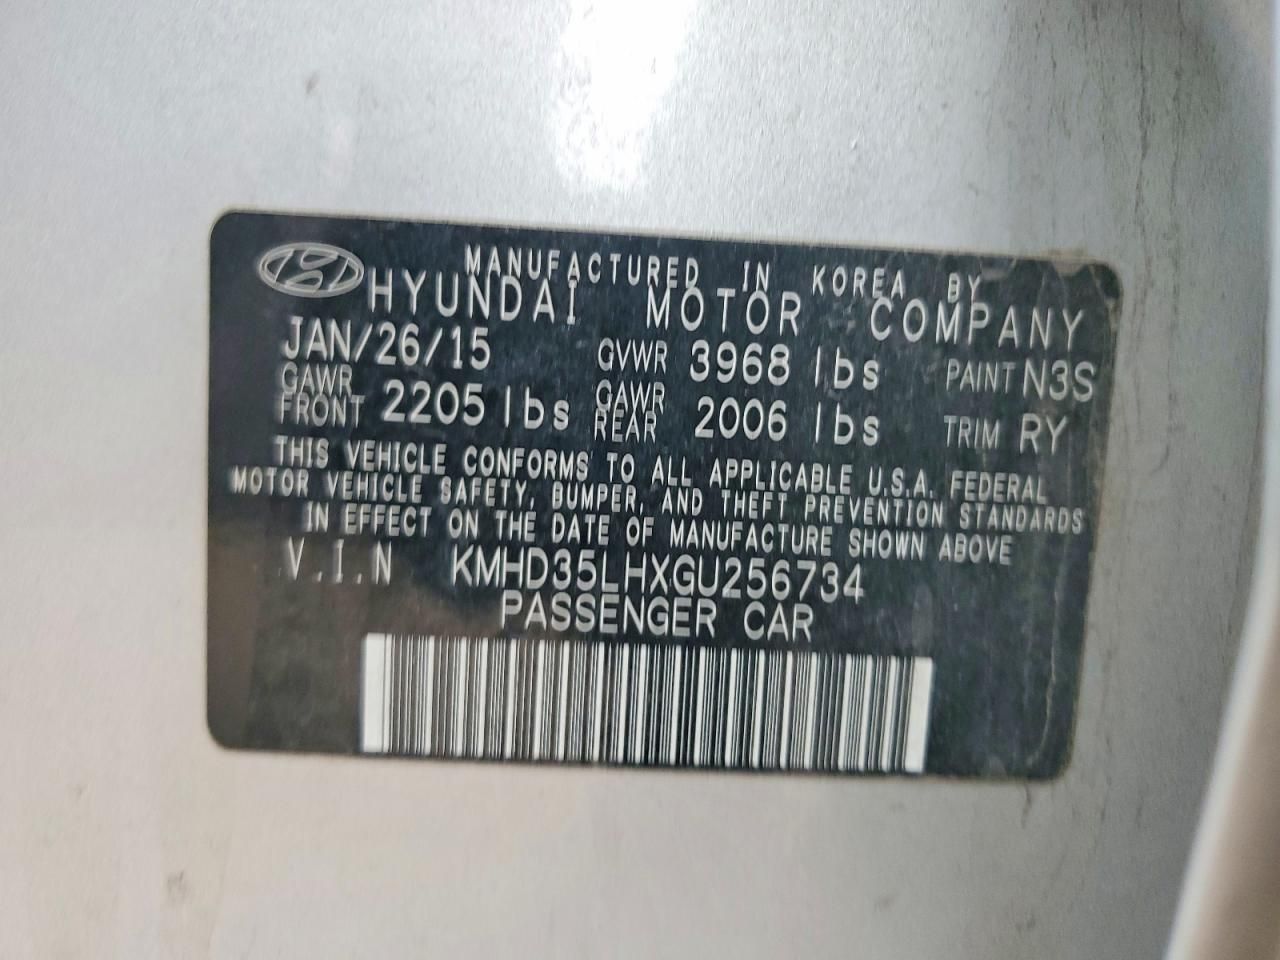 MANUFACTURED IN KOREA BY
HYUNDAI MOTOR COMPANY
JAN/26/15 GVWR 3968 lbs PAINT N3S
GAWR FRONT 2205 lbs GAWR REAR 2006 lbs TRIM RY
THIS VEHICLE CONFORMS TO ALL APPLICABLE U.S.A. FEDERAL
MOTOR VEHICLE SAFETY, BUMPER, AND THEFT PREVENTION STANDARDS
IN EFFECT ON THE DATE OF MANUFACTURE SHOWN ABOVE
V.I.N KMHD35LHXGU256734
PASSENGER CAR